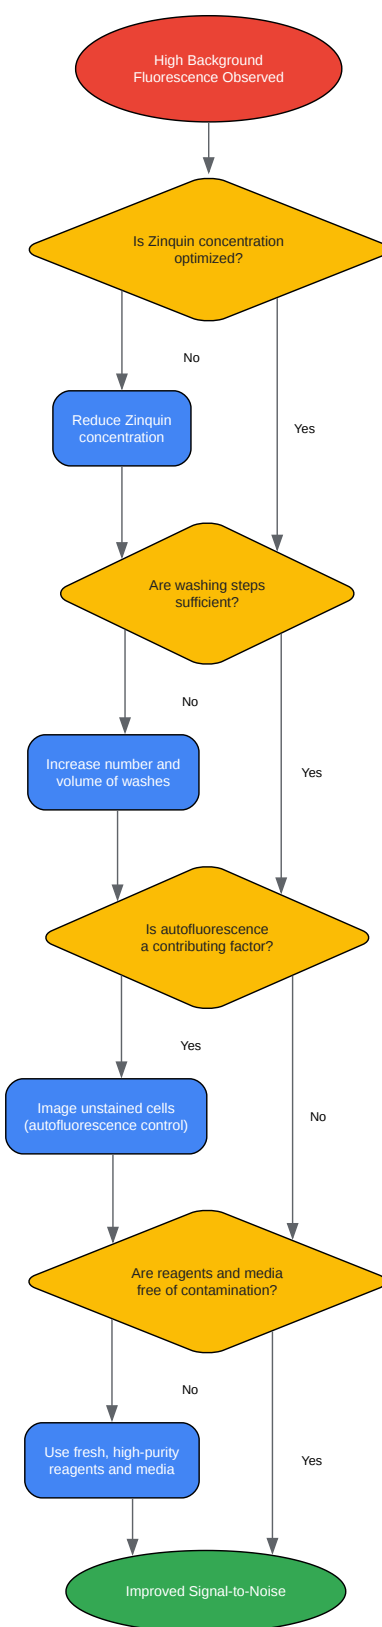 High Background
Fluorescence Observed
Is Zinquin concentration
optimized?
No
Reduce Zinquin
concentration
Yes
Are washing steps
sufficient?
No
Increase number and
volume of washes
Yes
Is autofluorescence
a contributing factor?
Yes
Image unstained cells
(autofluorescence control)
No
Are reagents and media
free of contamination?
No
Use fresh, high-purity
reagents and media
Yes
Improved Signal-to-Noise